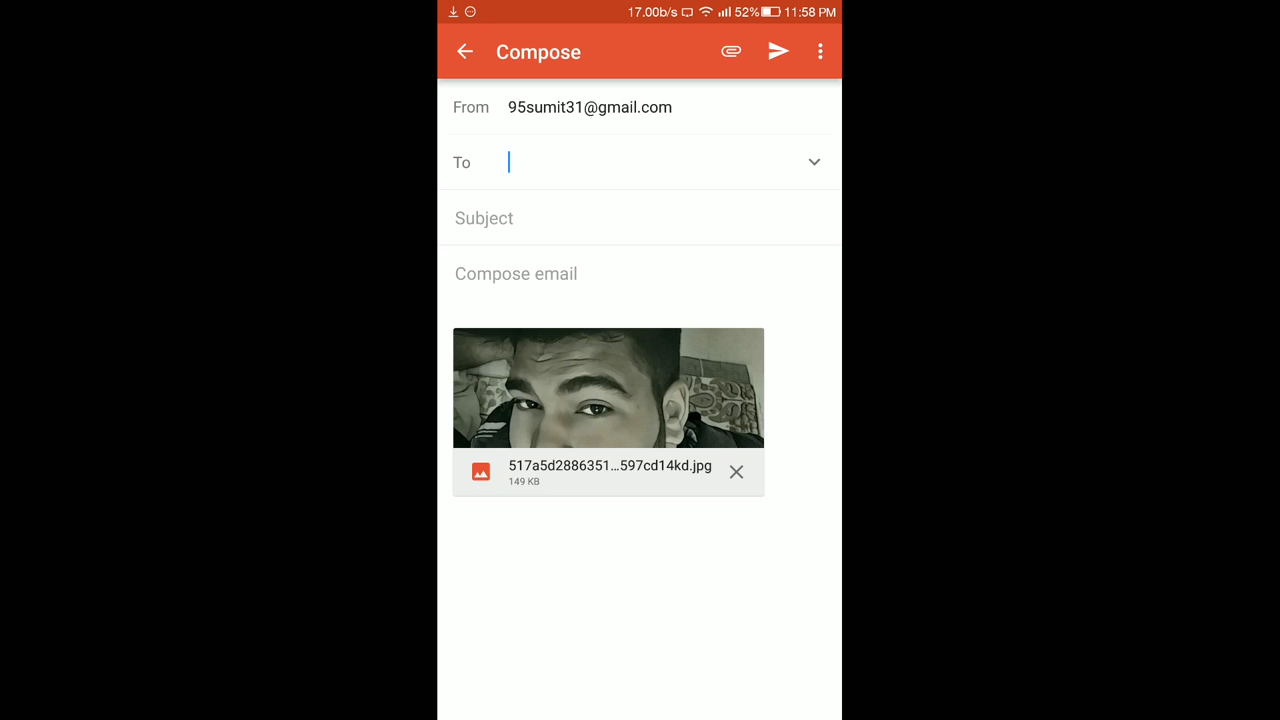 17.00b/s 52% 11:58 PM
Compose
From 95sumit31@gmail.com
To
Subject
Compose email
517a5d2886351...597cd14kd.jpg
149 KB